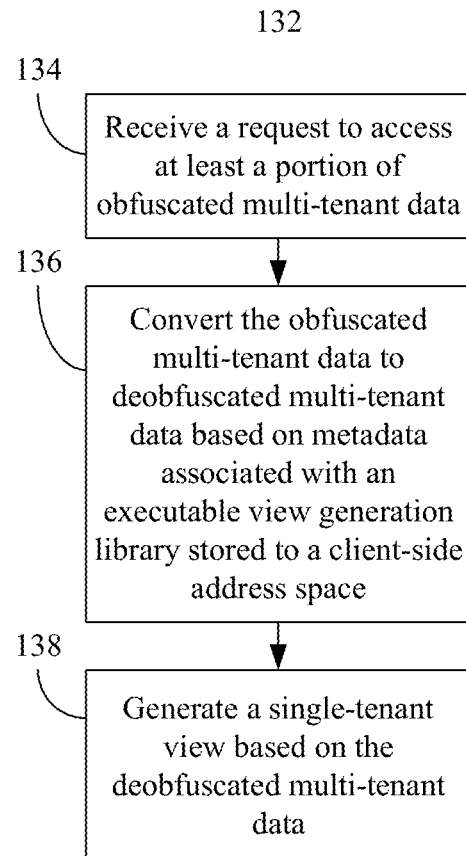 132
134
Receive a request to access
at least a portion of
obfuscated multi-tenant data
136
Convert the obfuscated
multi-tenant data to
deobfuscated multi-tenant
data based on metadata
associated with an
executable view generation
library stored to a client-side
address space
138
Generate a single-tenant
view based on the
deobfuscated multi-tenant
data